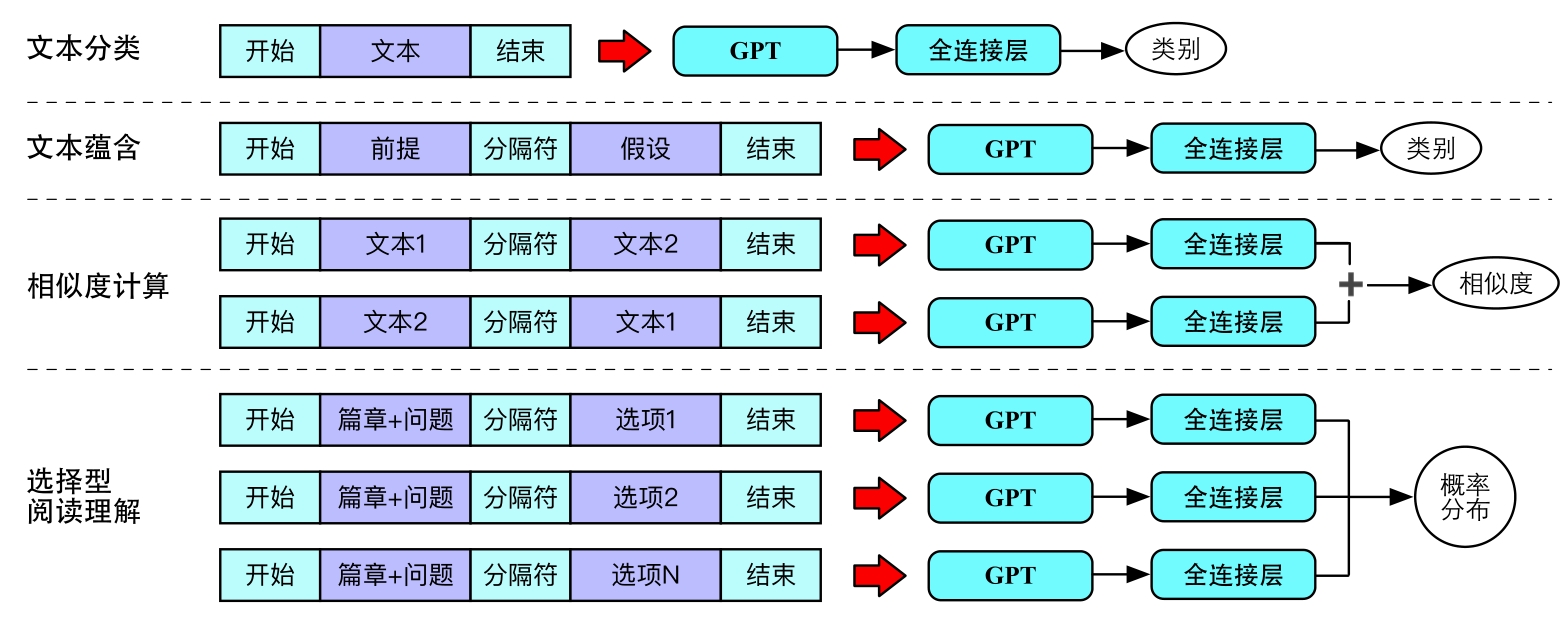 文本分类 开始 文本 结束 GPT 全连接层 类别
文本蕴含 开始 前提 分隔符 假设 结束 GPT 全连接层 类别
开始 文本1 分隔符 文本2 结束 GPT 全连接层
相似度计算 + 相似度
开始 文本2 分隔符 文本1 结束 GPT 全连接层
开始 篇章+问题 分隔符 选项1 结束 GPT 全连接层
选择型
阅读理解
开始 篇章+问题 分隔符 选项2 结束 GPT 全连接层
概率
分布
开始 篇章+问题 分隔符 选项N 结束 GPT 全连接层